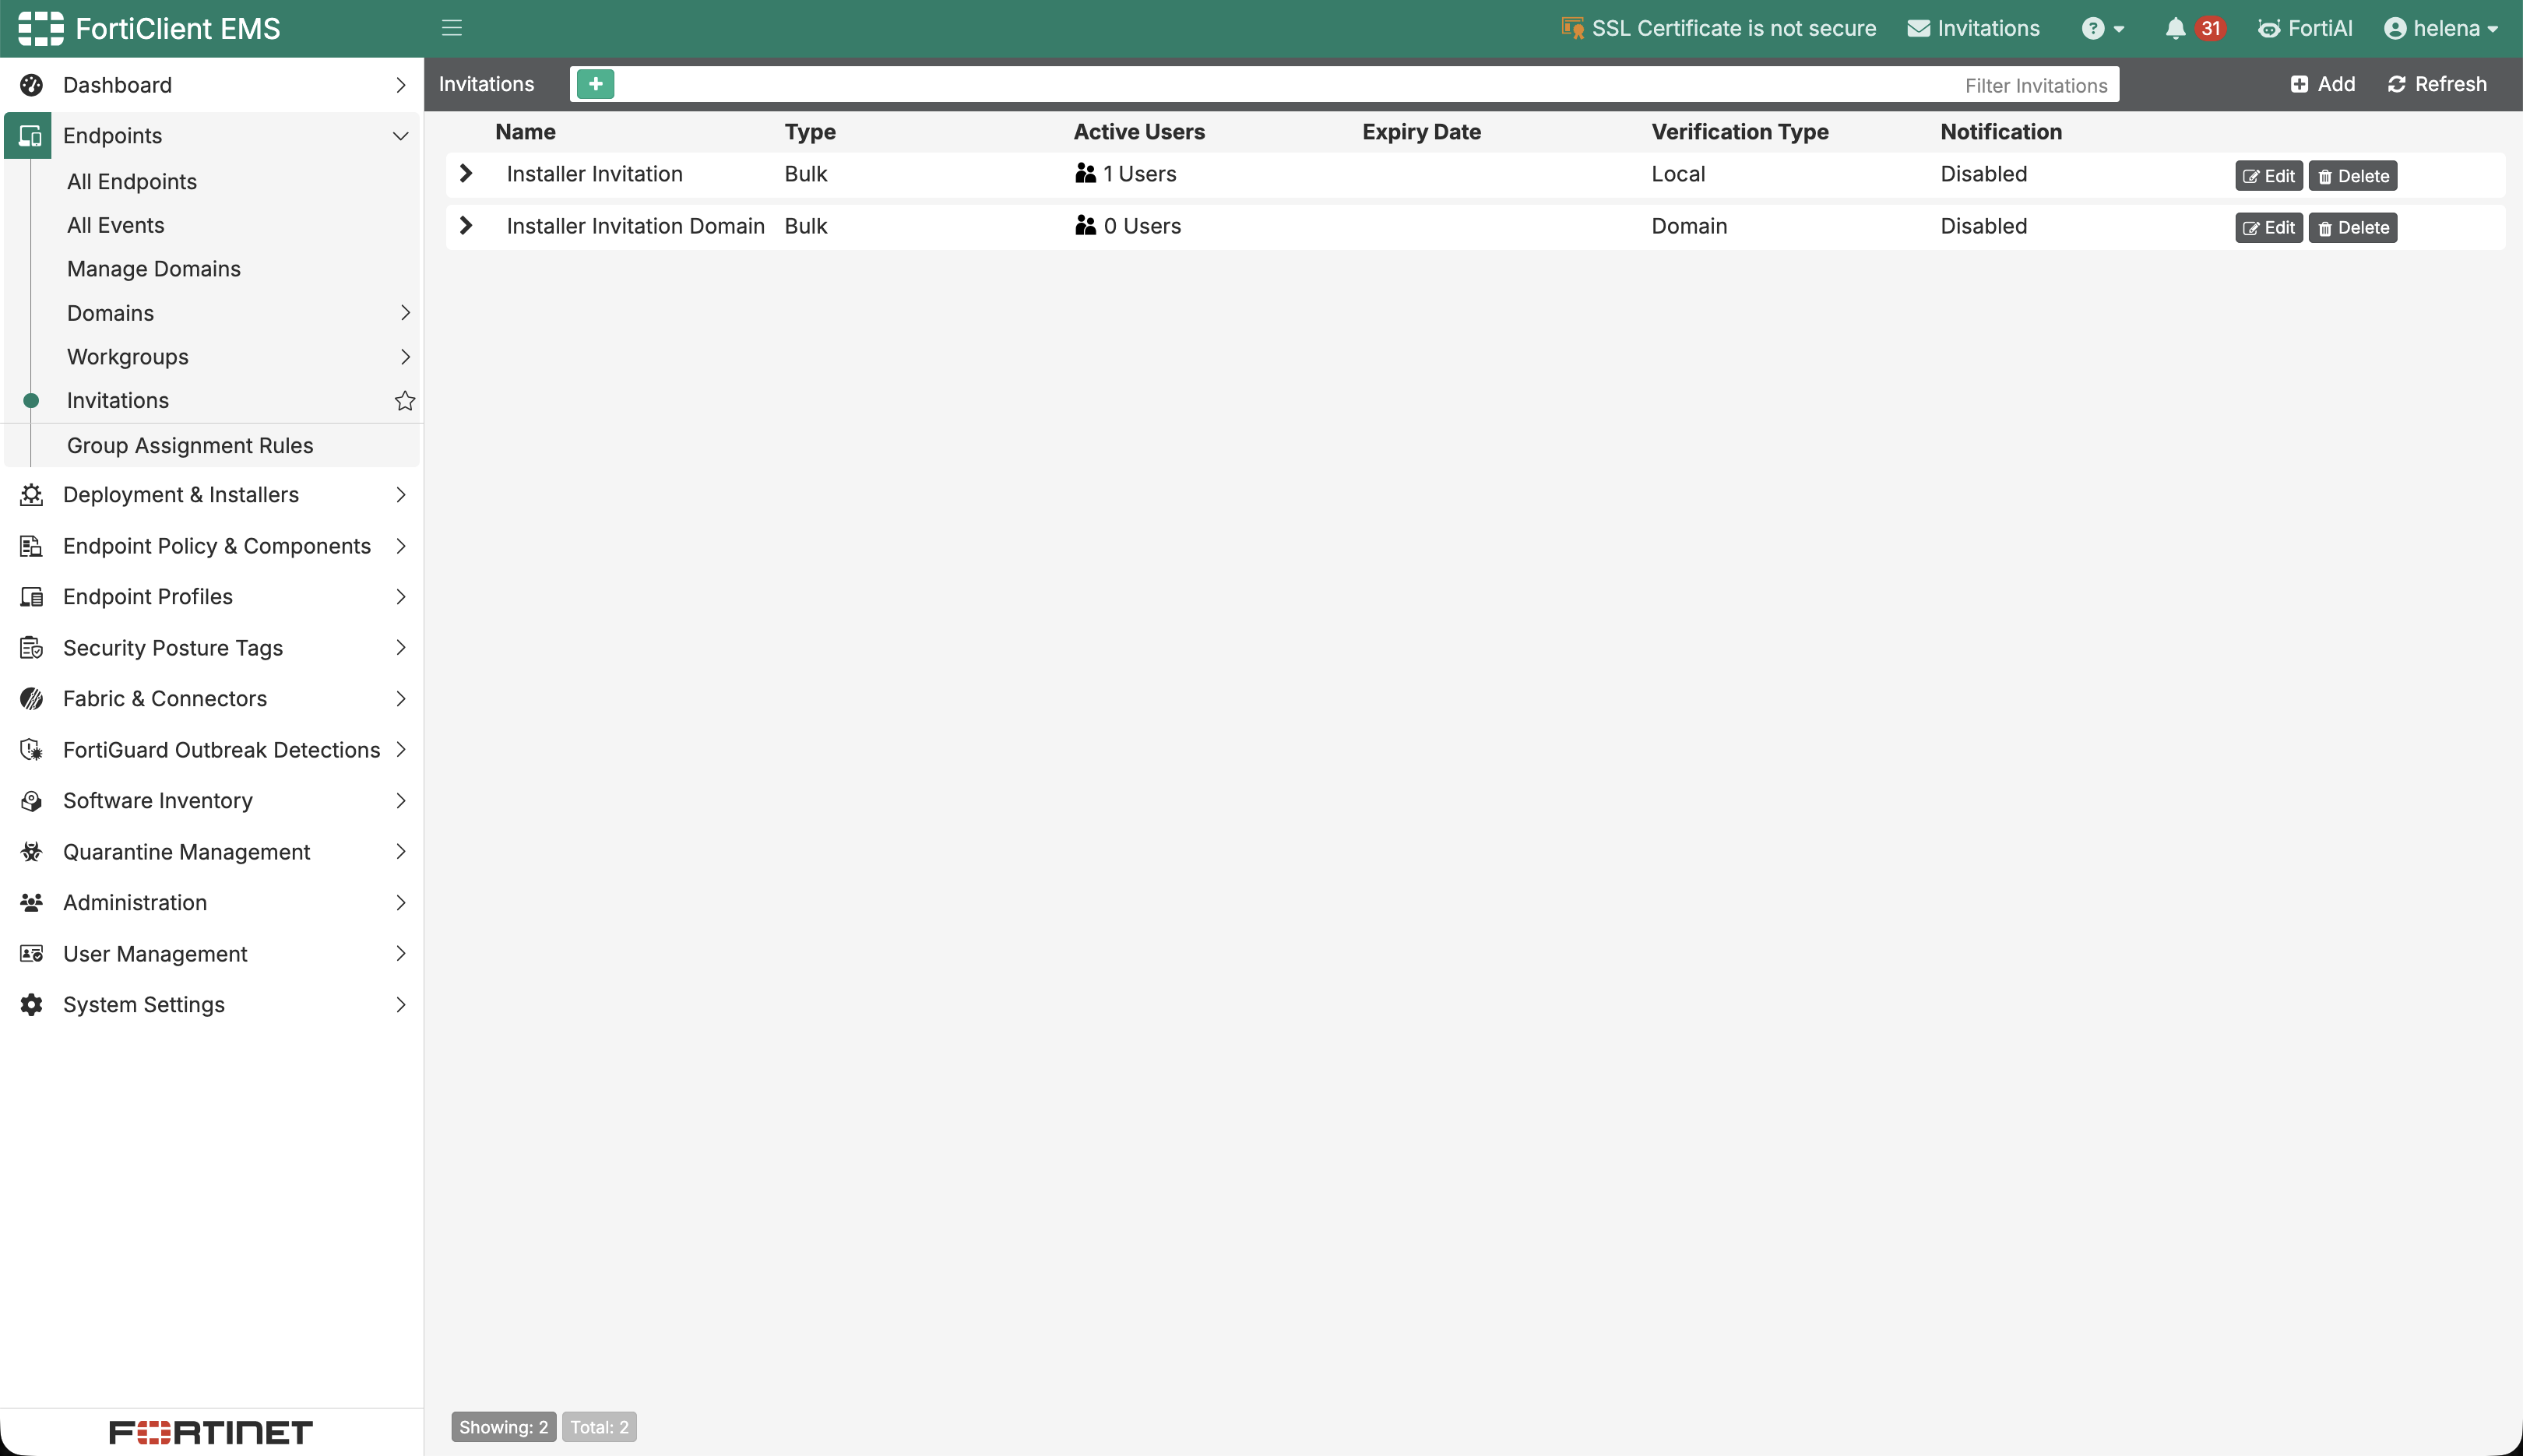 FortiClient EMS
SSL Certificate is not secure
Invitations
31
FortiAI
helena
Dashboard
Endpoints
All Endpoints
All Events
Manage Domains
Domains
Workgroups
Invitations
Group Assignment Rules
Deployment & Installers
Endpoint Policy & Components
Endpoint Profiles
Security Posture Tags
Fabric & Connectors
FortiGuard Outbreak Detections
Software Inventory
Quarantine Management
Administration
User Management
System Settings
FORTINET
Invitations
Filter Invitations
Add
Refresh
Name Type Active Users Expiry Date Verification Type Notification
Installer Invitation Bulk 1 Users Local Disabled Edit Delete
Installer Invitation Domain Bulk 0 Users Domain Disabled Edit Delete
Showing: 2 Total: 2